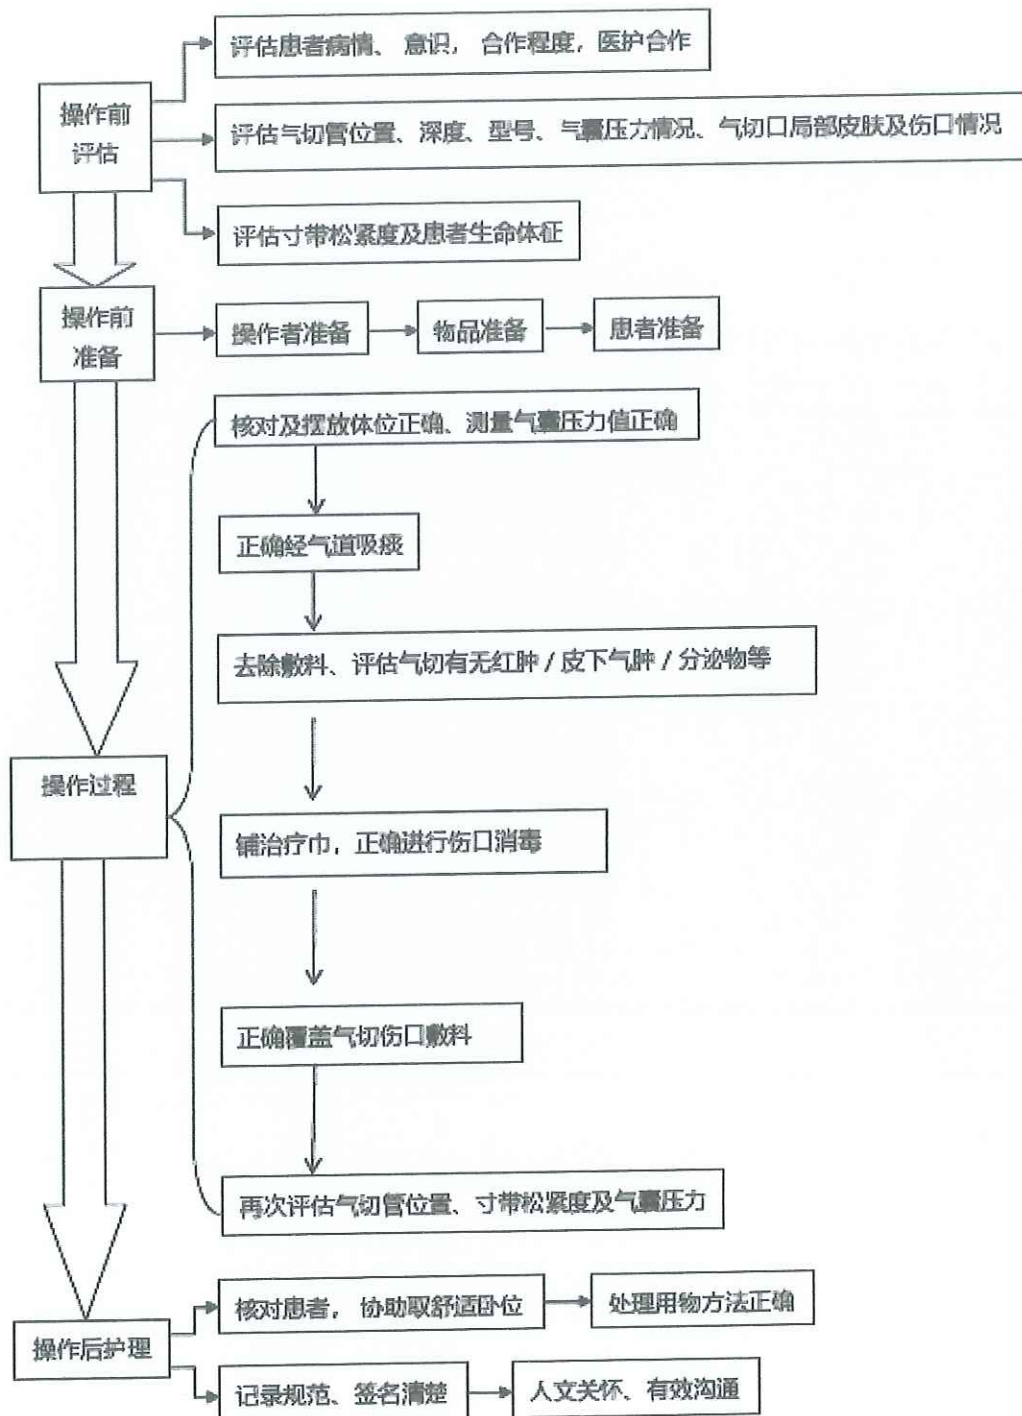 评估患者病情、意识，合作程度，医护合作
操作前
评估
评估气切管位置、深度、型号、气囊压力情况、气切口局部皮肤及伤口情况
评估寸带松紧度及患者生命体征
操作前
准备
操作者准备
物品准备
患者准备
核对及摆放体位正确、测量气囊压力值正确
正确经气道吸痰
去除敷料、评估气切有无红肿/皮下气肿/分泌物等
操作过程
铺治疗巾，正确进行伤口消毒
正确覆盖气切伤口敷料
再次评估气切管位置、寸带松紧度及气囊压力
核对患者，协助取舒适卧位
处理用物方法正确
操作后护理
记录规范、签名清楚
人文关怀、有效沟通